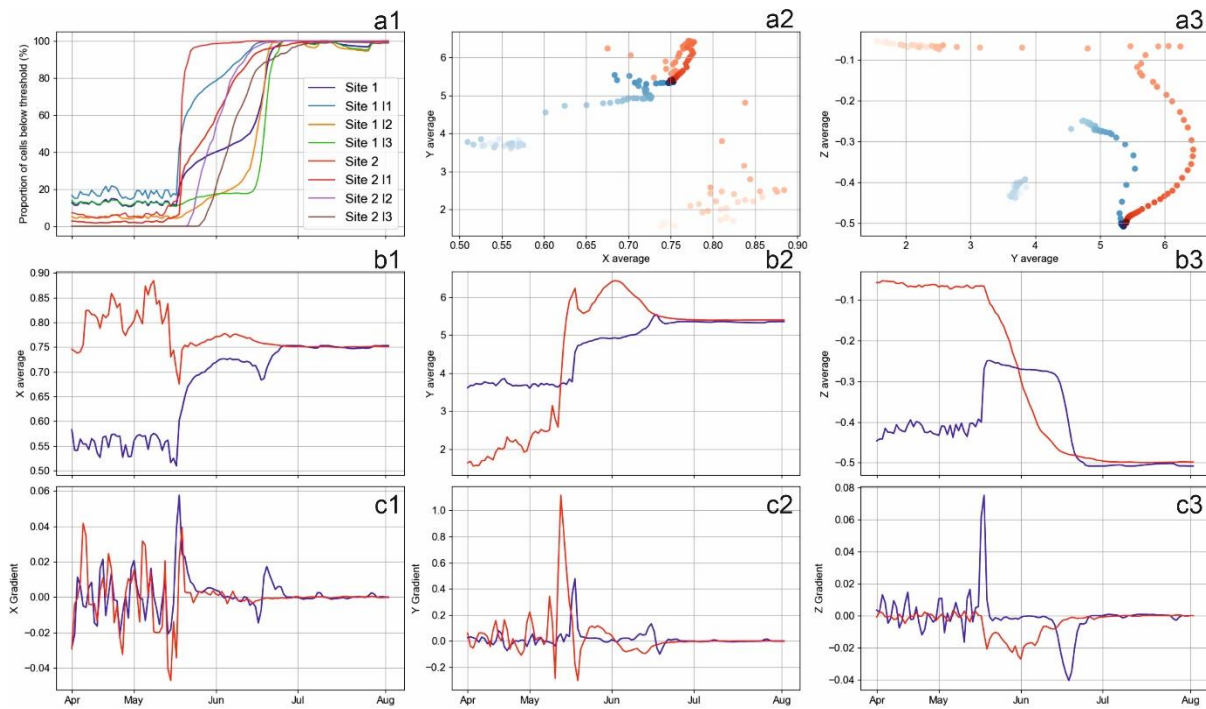 a1
a2
a3
Proportion of cells below threshold (%)
100
80
60
40
20
0
Site 1
Site 1 l1
Site 1 l2
Site 1 l3
Site 2
Site 2 l1
Site 2 l2
Site 2 l3
Y average
6
5
4
3
2
0.50 0.55 0.60 0.65 0.70 0.75 0.80 0.85 0.90
X average
Z average
−0.1
−0.2
−0.3
−0.4
−0.5
2 3 4 5 6
Y average
b1
b2
b3
X average
0.90
0.85
0.80
0.75
0.70
0.65
0.60
0.55
0.50
Y average
6
5
4
3
2
Z average
−0.1
−0.2
−0.3
−0.4
−0.5
c1
c2
c3
X Gradient
0.06
0.04
0.02
0.00
−0.02
−0.04
Apr May Jun Jul Aug
Y Gradient
1.0
0.8
0.6
0.4
0.2
0.0
−0.2
Apr May Jun Jul Aug
Z Gradient
0.08
0.06
0.04
0.02
0.00
−0.02
−0.04
Apr May Jun Jul Aug